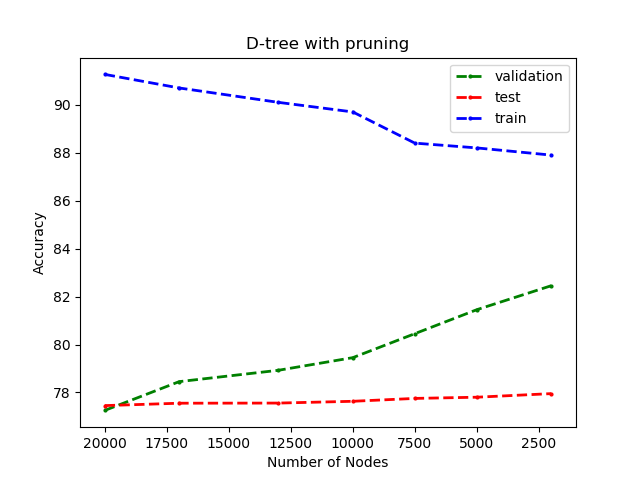 D-tree with pruning
validation
test
train
Accuracy
90
88
86
84
82
80
78
20000 17500 15000 12500 10000 7500 5000 2500
Number of Nodes